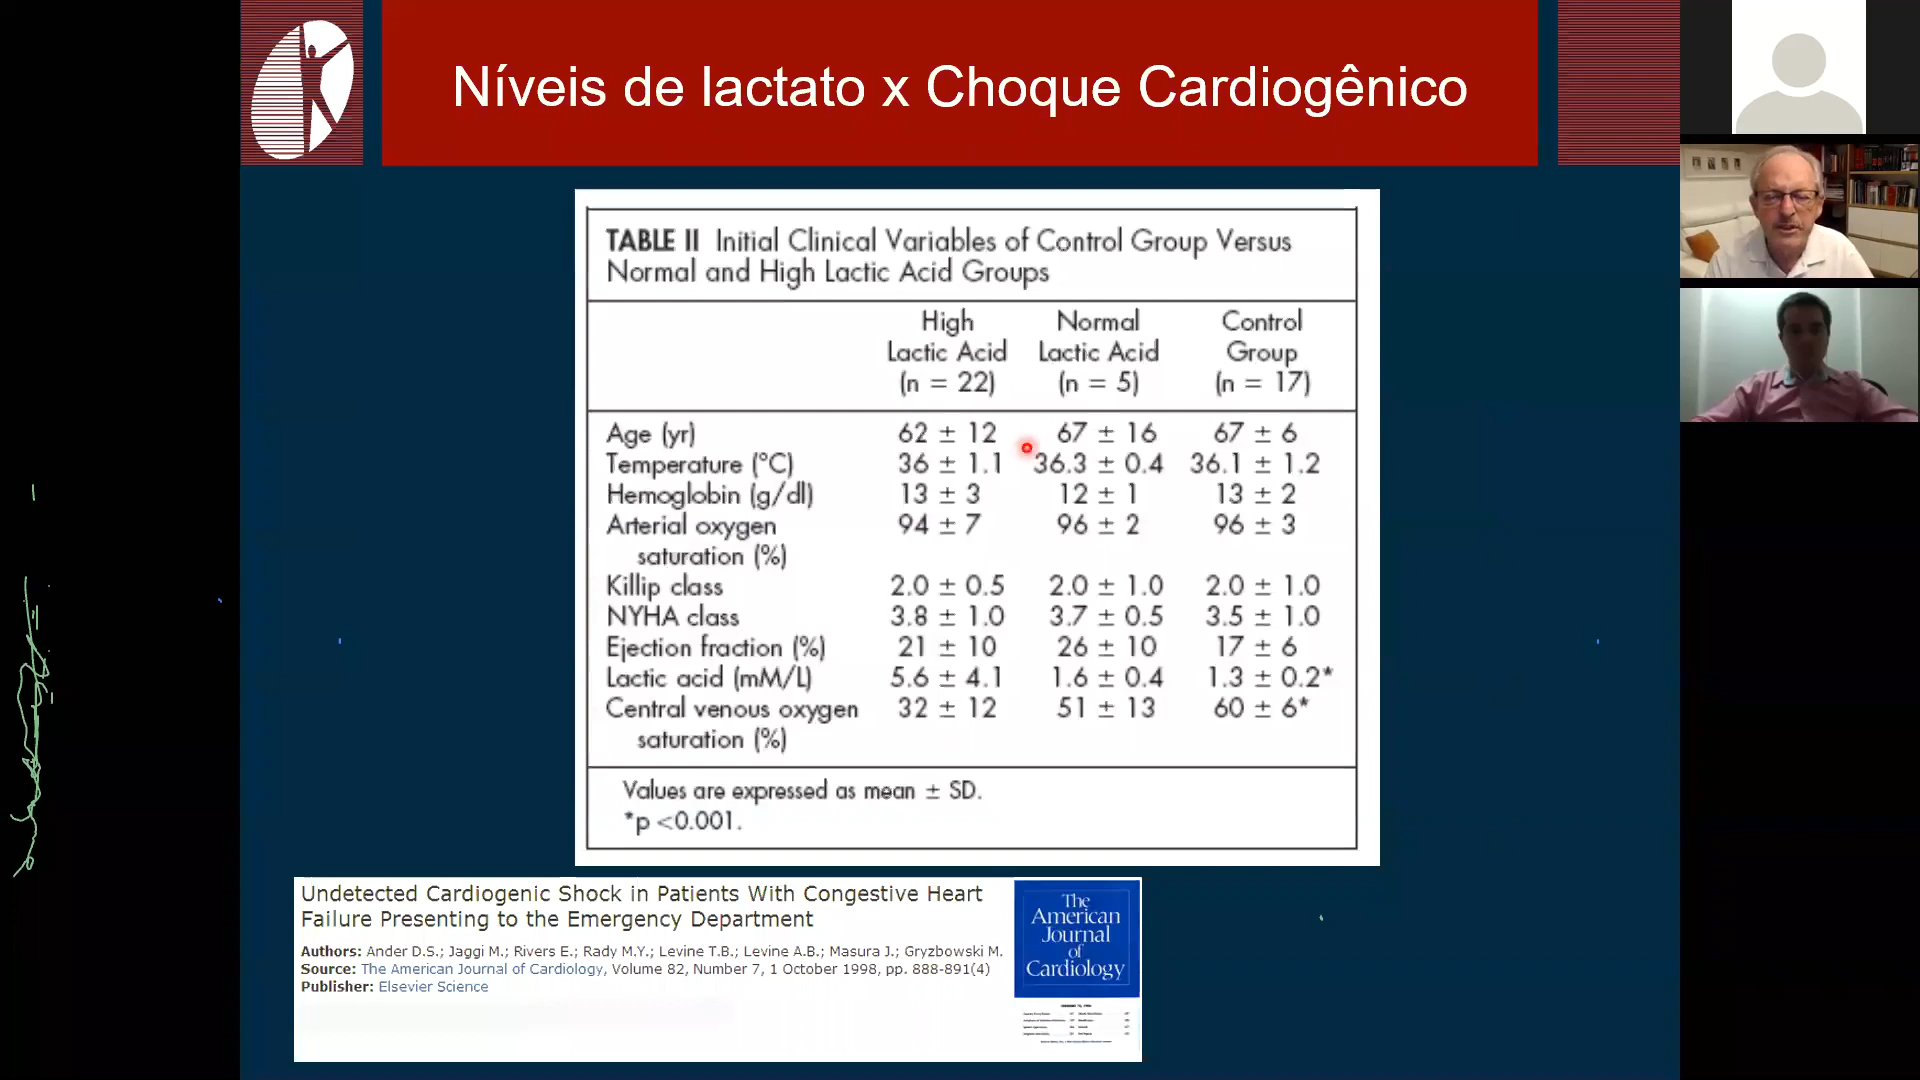 Níveis de lactato x Choque Cardiogênico
TABLE II Initial Clinical Variables of Control Group Versus
Normal and High Lactic Acid Groups
High Lactic Acid (n = 22) Normal Lactic Acid (n = 5) Control Group (n = 17)
Age (yr) 62 ± 12 67 ± 16 67 ± 6
Temperature (°C) 36 ± 1.1 36.3 ± 0.4 36.1 ± 1.2
Hemoglobin (g/dl) 13 ± 3 12 ± 1 13 ± 2
Arterial oxygen 94 ± 7 96 ± 2 96 ± 3
saturation (%)
Killip class 2.0 ± 0.5 2.0 ± 1.0 2.0 ± 1.0
NYHA class 3.8 ± 1.0 3.7 ± 0.5 3.5 ± 1.0
Ejection fraction (%) 21 ± 10 26 ± 10 17 ± 6
Lactic acid (mM/L) 5.6 ± 4.1 1.6 ± 0.4 1.3 ± 0.2*
Central venous oxygen 32 ± 12 51 ± 13 60 ± 6*
saturation (%)
Values are expressed as mean ± SD.
*p <0.001.
Undetected Cardiogenic Shock in Patients With Congestive Heart
Failure Presenting to the Emergency Department
Authors: Ander D.S.; Jaggi M.; Rivers E.; Rady M.Y.; Levine T.B.; Levine A.B.; Masura J.; Gryzbowski M.
Source: The American Journal of Cardiology, Volume 82, Number 7, 1 October 1998, pp. 888-891(4)
Publisher: Elsevier Science
The
American
Journal
of
Cardiology